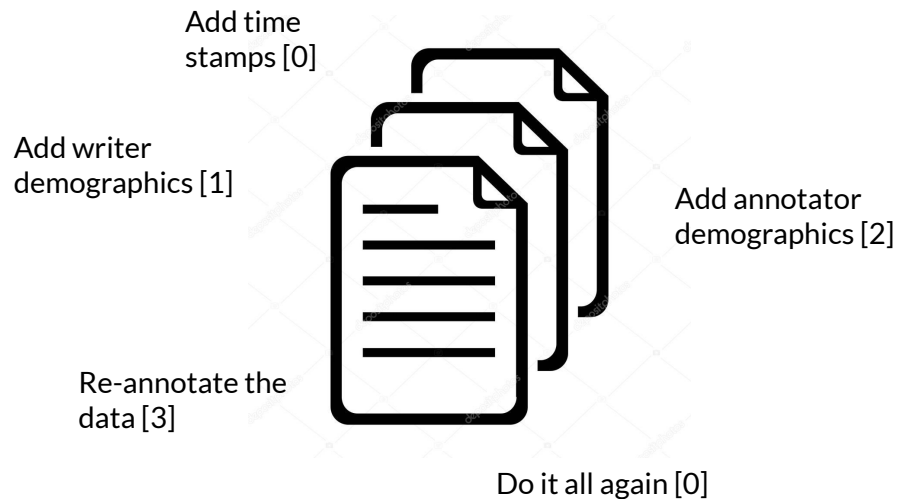 Add time
stamps [0]
Add writer
demographics [1]
Add annotator
demographics [2]
Re-annotate the
data [3]
Do it all again [0]